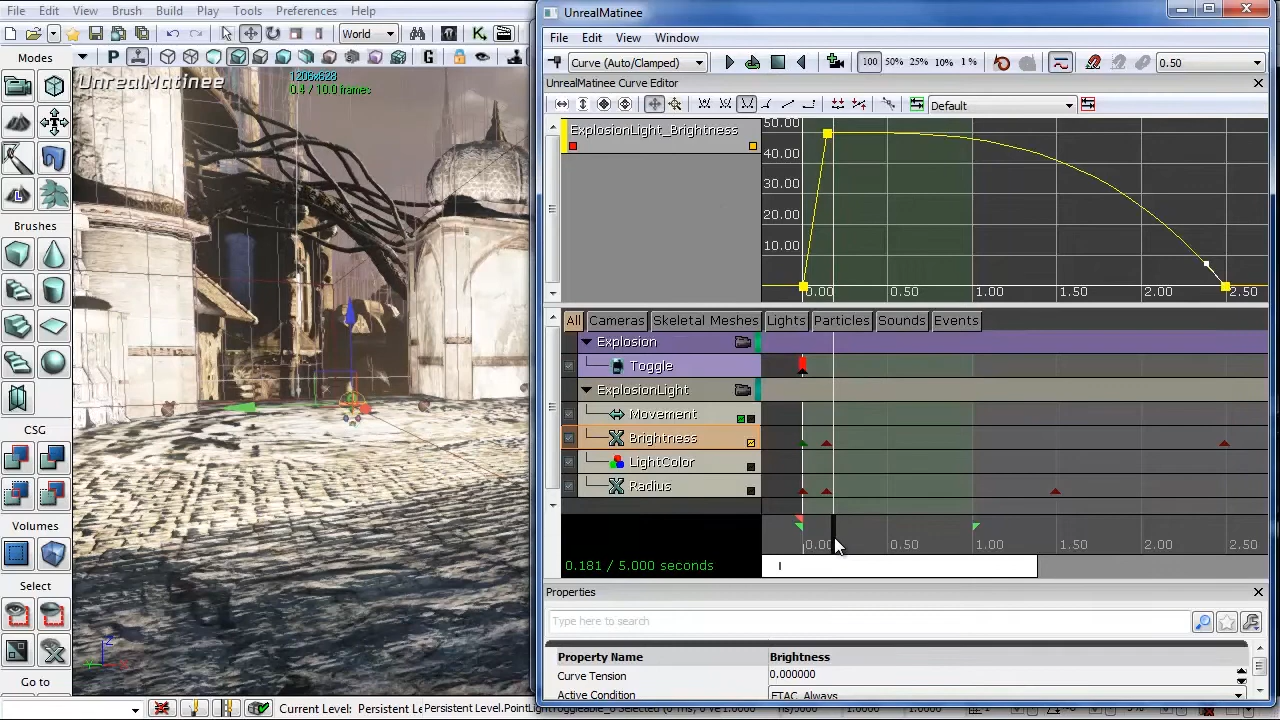 File Edit View Brush Build Play Tools Preferences Help
World
P
G
Modes
UnrealMatinee
1206x628
0.4 / 10.0 frames
L
Brushes
CSG
Volumes
Select
Go to
Current Level: Persistent Le
UnrealMatinee
File Edit View Window
Curve (Auto/Clamped)
100 50% 25% 10% 1 %
0.50
UnrealMatinee Curve Editor
Default
ExplosionLight_Brightness
50.00
40.00
30.00
20.00
10.00
0.00 0.50 1.00 1.50 2.00 2.50
All Cameras Skeletal Meshes Lights Particles Sounds Events
Explosion
Toggle
ExplosionLight
Movement
Brightness
LightColor
Radius
0.00 0.50 1.00 1.50 2.00 2.50
0.181 / 5.000 seconds
Properties
Type here to search
Property Name Brightness
Curve Tension 0.000000
Active Condition ETAC_Always